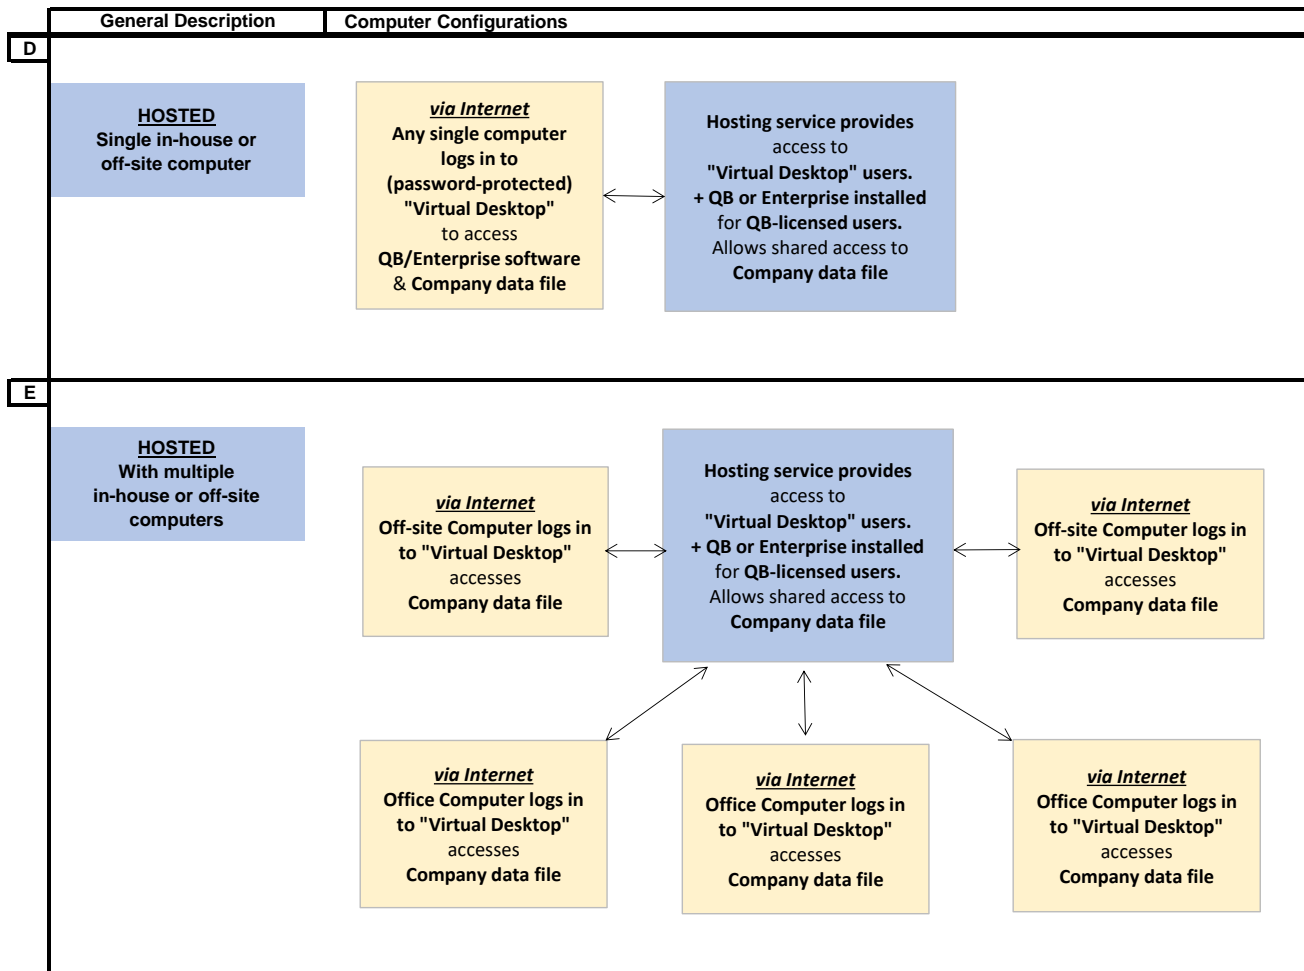 General Description
Computer Configurations
D
HOSTED
Single in-house or
off-site computer
via Internet
Any single computer
logs in to
(password-protected)
"Virtual Desktop"
to access
QB/Enterprise software
& Company data file
Hosting service provides
access to
"Virtual Desktop" users.
+ QB or Enterprise installed
for QB-licensed users.
Allows shared access to
Company data file
E
HOSTED
With multiple
in-house or off-site
computers
via Internet
Off-site Computer logs in
to "Virtual Desktop"
accesses
Company data file
Hosting service provides
access to
"Virtual Desktop" users.
+ QB or Enterprise installed
for QB-licensed users.
Allows shared access to
Company data file
via Internet
Off-site Computer logs in
to "Virtual Desktop"
accesses
Company data file
via Internet
Office Computer logs in
to "Virtual Desktop"
accesses
Company data file
via Internet
Office Computer logs in
to "Virtual Desktop"
accesses
Company data file
via Internet
Office Computer logs in
to "Virtual Desktop"
accesses
Company data file